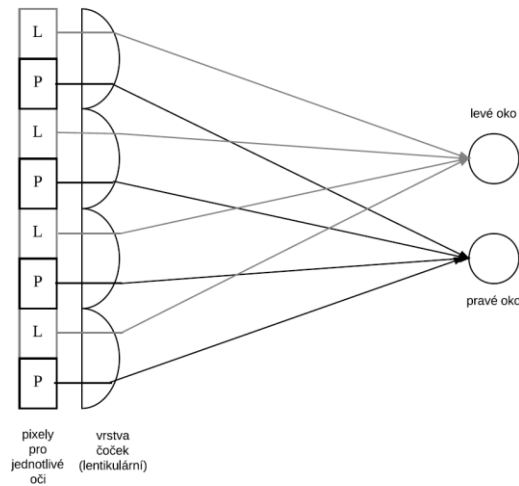 L
P
L
levé oko
P
L
P
pravé oko
L
P
pixely
pro
jednotlivé
oči
vrstva
čoček
(lentikulární)